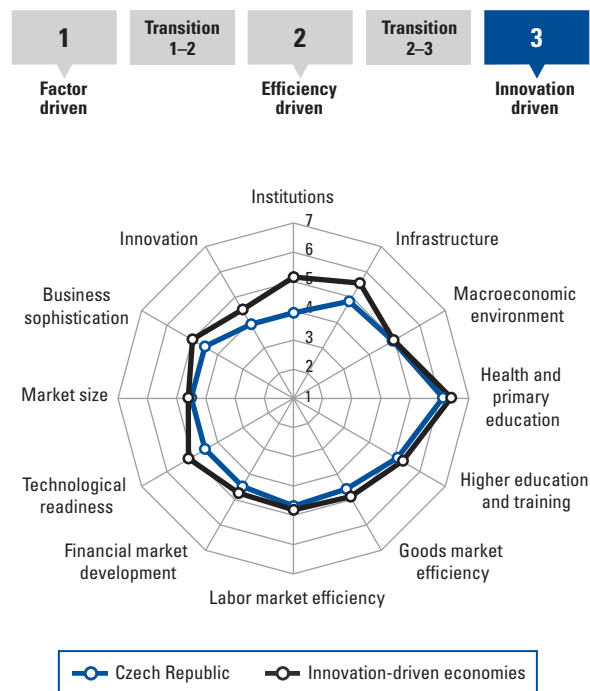 1
Transition
1–2
2
Transition
2–3
3
Factor
driven
Efficiency
driven
Innovation
driven
Institutions
7
Innovation
Infrastructure
6
5
Business
sophistication
Macroeconomic
environment
4
3
2
Market size
1
Health and
primary
education
Technological
readiness
Higher education
and training
Financial market
development
Goods market
efficiency
Labor market efficiency
Czech Republic
Innovation-driven economies